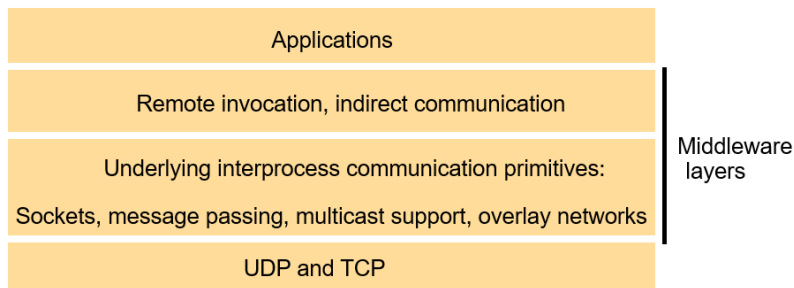 Applications
Remote invocation, indirect communication
Underlying interprocess communication primitives:
Sockets, message passing, multicast support, overlay networks
UDP and TCP
Middleware
layers